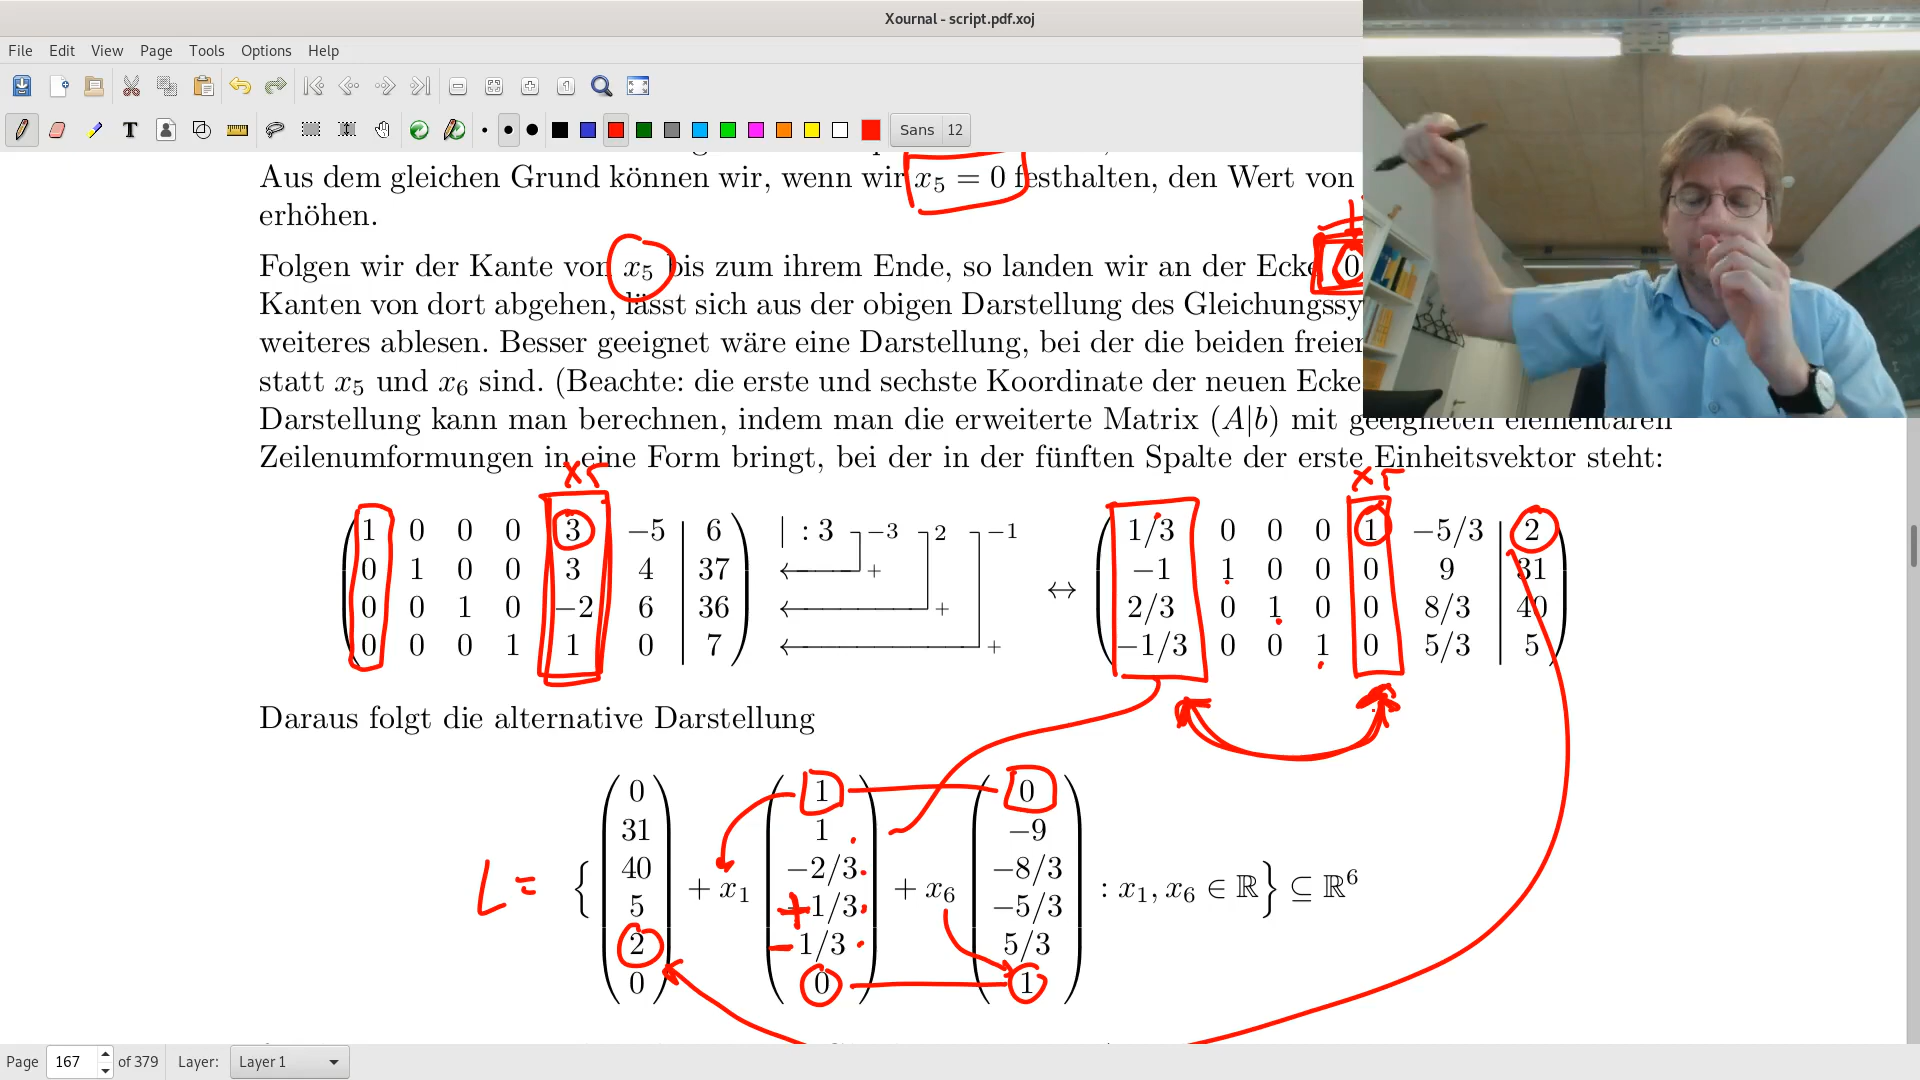 Xournal - script.pdf.xoj
File Edit View Page Tools Options Help
Sans 12
Aus dem gleichen Grund können wir, wenn wir x₅ = 0 festhalten, den Wert von
erhöhen.
Folgen wir der Kante von x₅ bis zum ihrem Ende, so landen wir an der Ecke (0
Kanten von dort abgehen, lässt sich aus der obigen Darstellung des Gleichungssy
weiteres ablesen. Besser geeignet wäre eine Darstellung, bei der die beiden freien
statt x₅ und x₆ sind. (Beachte: die erste und sechste Koordinate der neuen Ecke
Darstellung kann man berechnen, indem man die erweiterte Matrix (A|b) mit geeigneten elementaren
Zeilenumformungen in eine Form bringt, bei der in der fünften Spalte der erste Einheitsvektor steht:
x5 x5
1 0 0 0 3 −5 | 6 | : 3 −3 2 −1 1/3 0 0 0 1 −5/3 | 2
0 1 0 0 3 4 | 37 ← + −1 1 0 0 0 9 | 31
0 0 1 0 −2 6 | 36 ← + ↔ 2/3 0 1 0 0 8/3 | 40
0 0 0 1 1 0 | 7 ← + −1/3 0 0 1 0 5/3 | 5
Daraus folgt die alternative Darstellung
0 1 0
31 1 −9
40 −2/3 −8/3
L = { + x₁ + x₆ : x₁, x₆ ∈ ℝ} ⊆ ℝ⁶
5 +1/3 −5/3
2 −1/3 5/3
0 0 1
Page 167 of 379 Layer: Layer 1